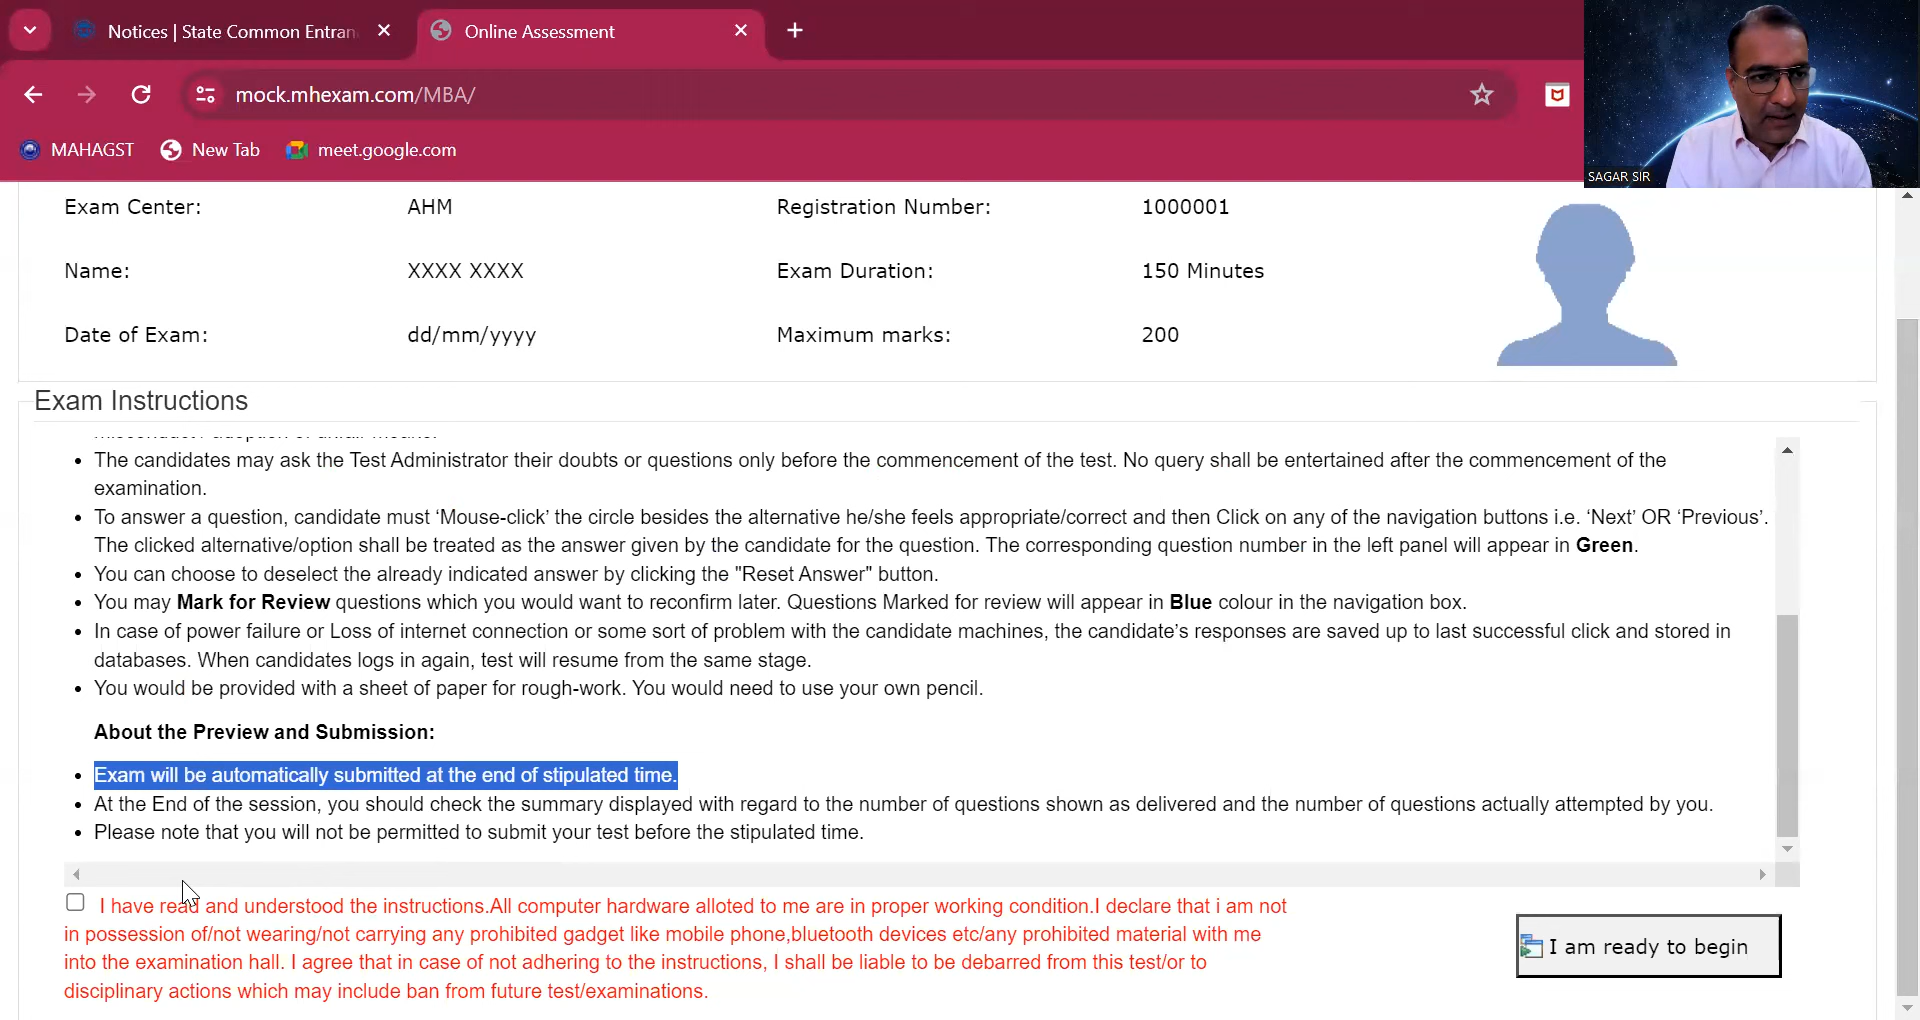 Notices | State Common Entran
Online Assessment
mock.mhexam.com/MBA/
MAHAGST New Tab meet.google.com
SAGAR SIR
Exam Center: AHM Registration Number: 1000001
Name: XXXX XXXX Exam Duration: 150 Minutes
Date of Exam: dd/mm/yyyy Maximum marks: 200
Exam Instructions
The candidates may ask the Test Administrator their doubts or questions only before the commencement of the test. No query shall be entertained after the commencement of the
examination.
To answer a question, candidate must ‘Mouse-click’ the circle besides the alternative he/she feels appropriate/correct and then Click on any of the navigation buttons i.e. ‘Next’ OR ‘Previous’.
The clicked alternative/option shall be treated as the answer given by the candidate for the question. The corresponding question number in the left panel will appear in Green.
You can choose to deselect the already indicated answer by clicking the "Reset Answer" button.
You may Mark for Review questions which you would want to reconfirm later. Questions Marked for review will appear in Blue colour in the navigation box.
In case of power failure or Loss of internet connection or some sort of problem with the candidate machines, the candidate’s responses are saved up to last successful click and stored in
databases. When candidates logs in again, test will resume from the same stage.
You would be provided with a sheet of paper for rough-work. You would need to use your own pencil.
About the Preview and Submission:
Exam will be automatically submitted at the end of stipulated time.
At the End of the session, you should check the summary displayed with regard to the number of questions shown as delivered and the number of questions actually attempted by you.
Please note that you will not be permitted to submit your test before the stipulated time.
I have read and understood the instructions.All computer hardware alloted to me are in proper working condition.I declare that i am not
in possession of/not wearing/not carrying any prohibited gadget like mobile phone,bluetooth devices etc/any prohibited material with me
into the examination hall. I agree that in case of not adhering to the instructions, I shall be liable to be debarred from this test/or to
disciplinary actions which may include ban from future test/examinations.
I am ready to begin